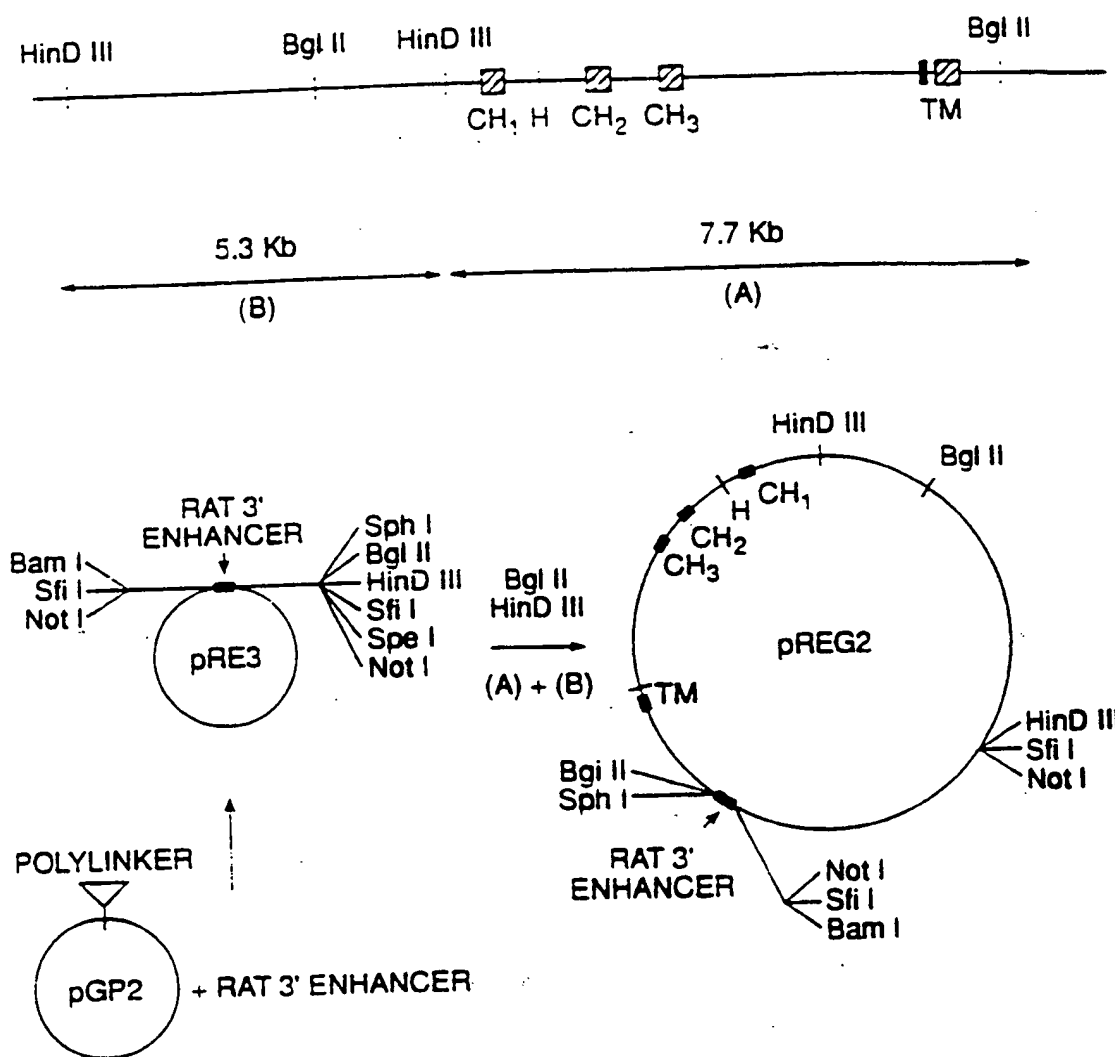 HinD III
Bgl II
HinD III
Bgl II
CH₁ H CH₂ CH₃
TM
5.3 Kb
7.7 Kb
(B)
(A)
RAT 3'
ENHANCER
Bam I
Sfi I
Not I
Sph I
Bgl II
HinD III
Sfi I
Spe I
Not I
pRE3
Bgl II
HinD III
(A) + (B)
HinD III
Bgl II
CH₁
H
CH₂
CH₃
pREG2
TM
HinD III
Sfi I
Not I
Bgl II
Sph I
RAT 3'
ENHANCER
Not I
Sfi I
Bam I
POLYLINKER
pGP2
+ RAT 3' ENHANCER